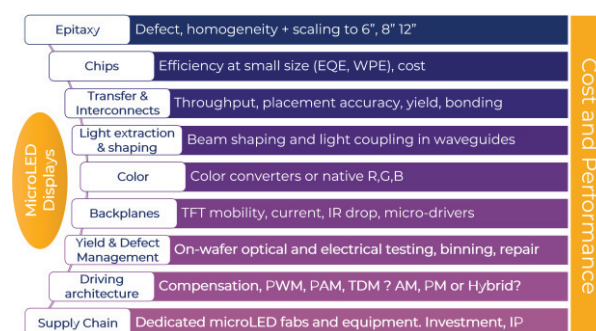 MicroLED
Displays
Epitaxy
Defect, homogeneity + scaling to 6”, 8” 12”
Chips
Efficiency at small size (EQE, WPE), cost
Transfer &
Interconnects
Throughput, placement accuracy, yield, bonding
Light extraction
& shaping
Beam shaping and light coupling in waveguides
Color
Color converters or native R,G,B
Backplanes
TFT mobility, current, IR drop, micro-drivers
Yield & Defect
Management
On-wafer optical and electrical testing, binning, repair
Driving
architecture
Compensation, PWM, PAM, TDM ? AM, PM or Hybrid?
Supply Chain
Dedicated microLED fabs and equipment. Investment, IP
Cost and Performance